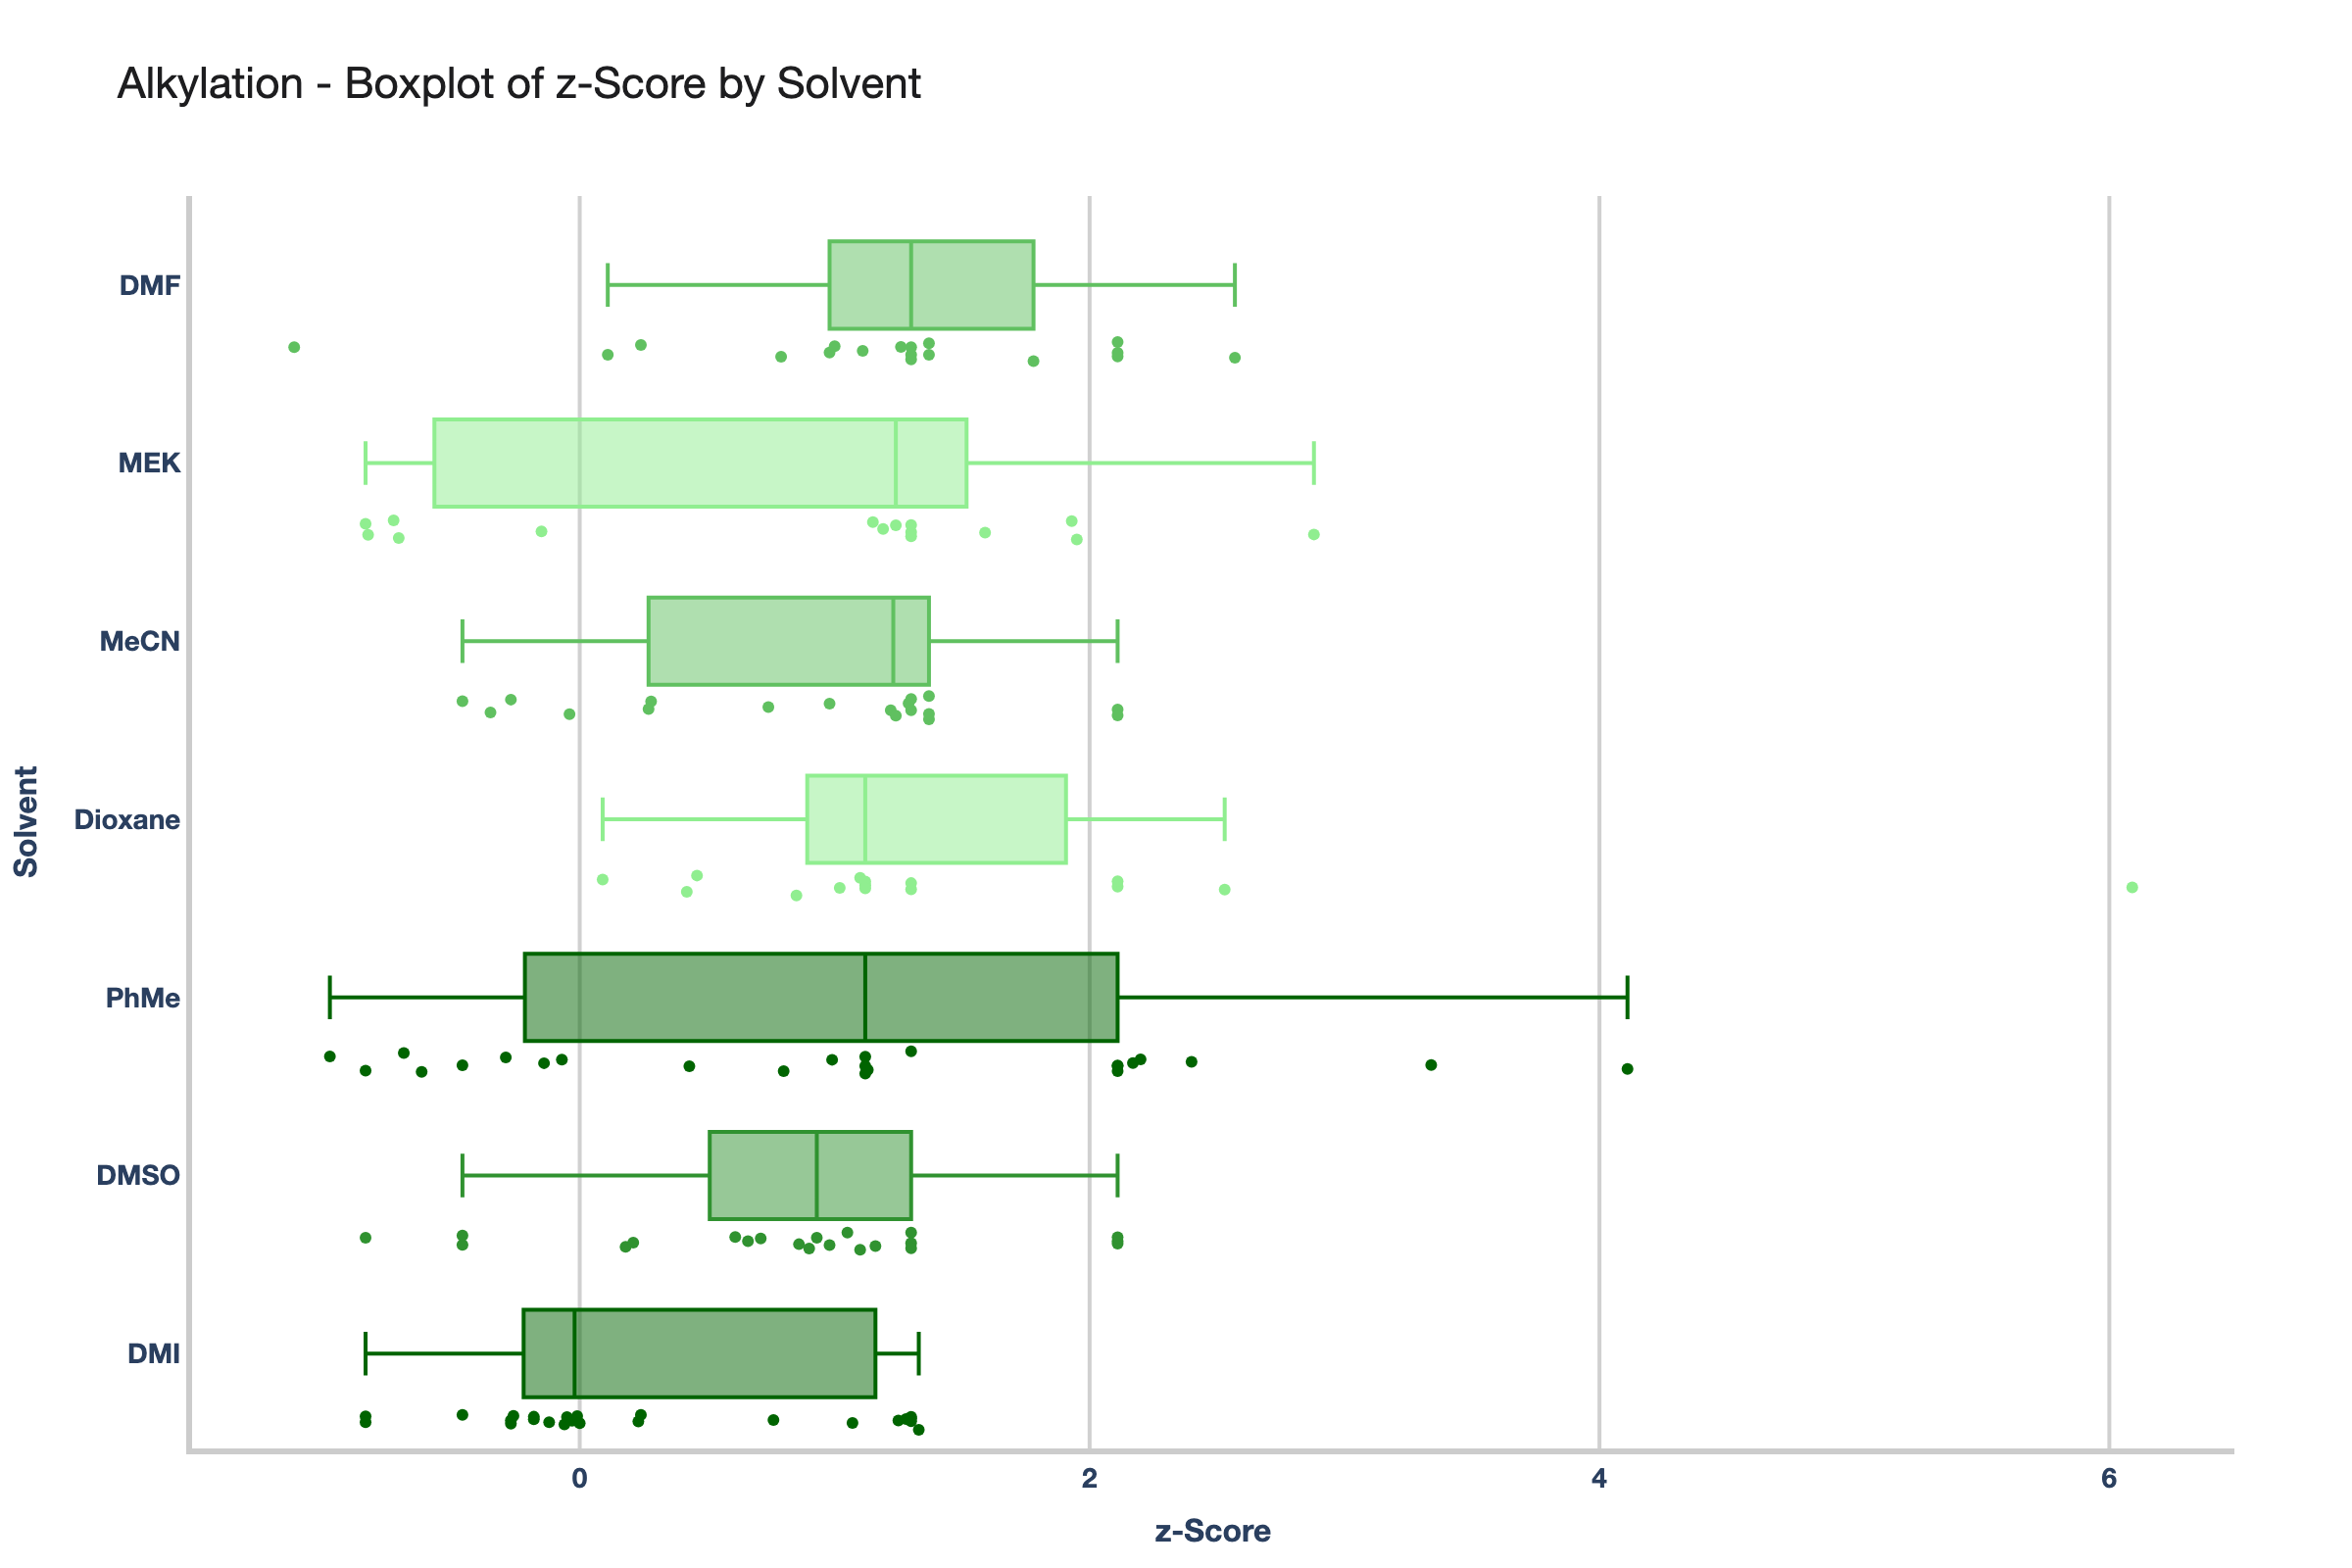 Alkylation - Boxplot of z-Score by Solvent
DMF
MEK
MeCN
Dioxane
PhMe
DMSO
DMI
Solvent
0 2 4 6
z-Score